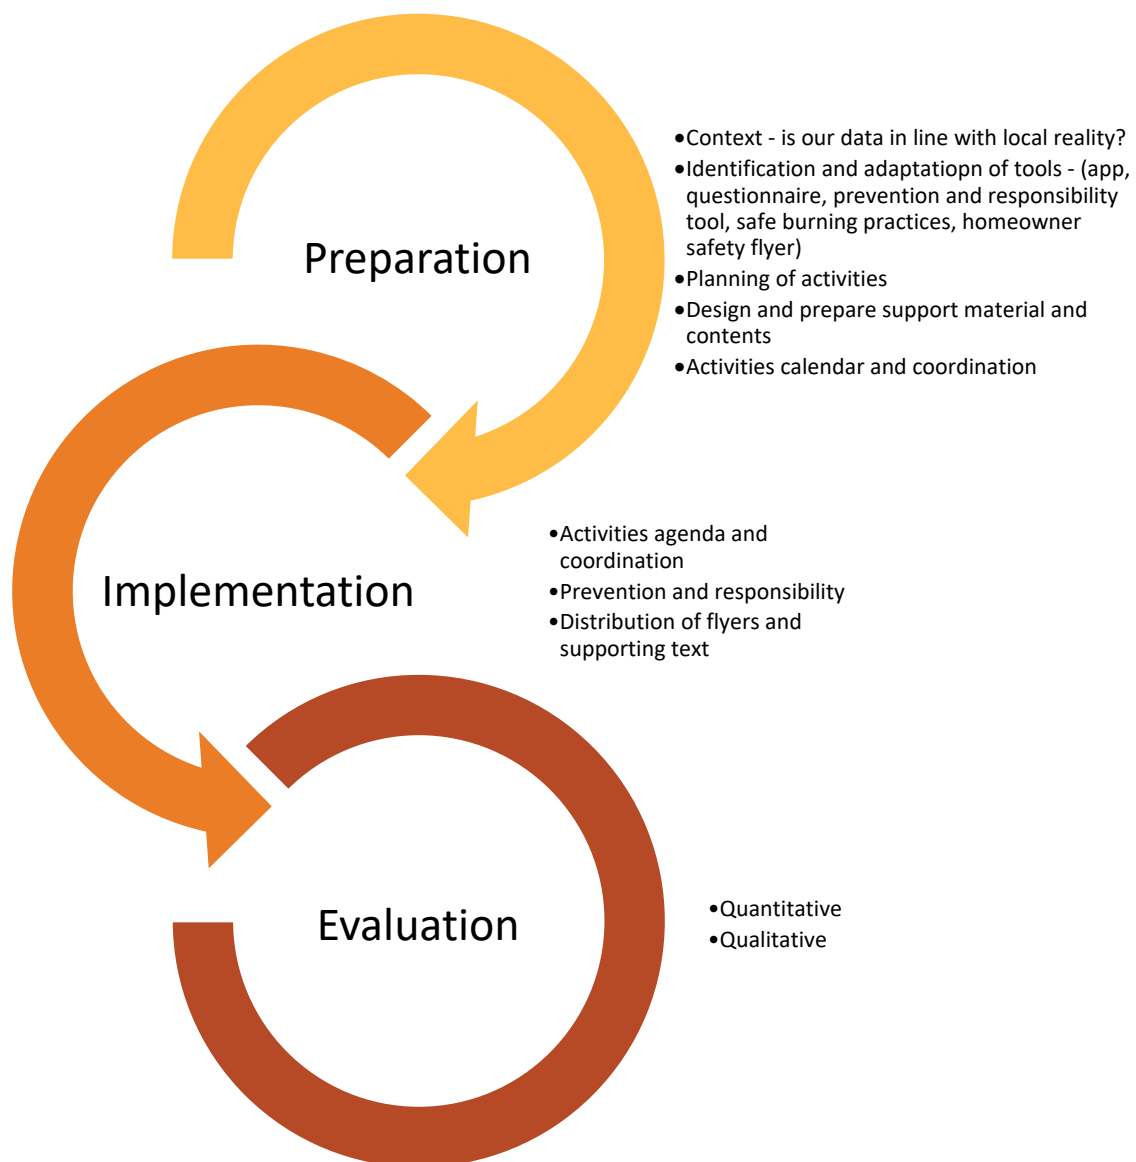 Preparation
•Context - is our data in line with local reality?
•Identification and adaptatiopn of tools - (app,
questionnaire, prevention and responsibility
tool, safe burning practices, homeowner
safety flyer)
•Planning of activities
•Design and prepare support material and
contents
•Activities calendar and coordination
Implementation
•Activities agenda and
coordination
•Prevention and responsibility
•Distribution of flyers and
supporting text
Evaluation
•Quantitative
•Qualitative